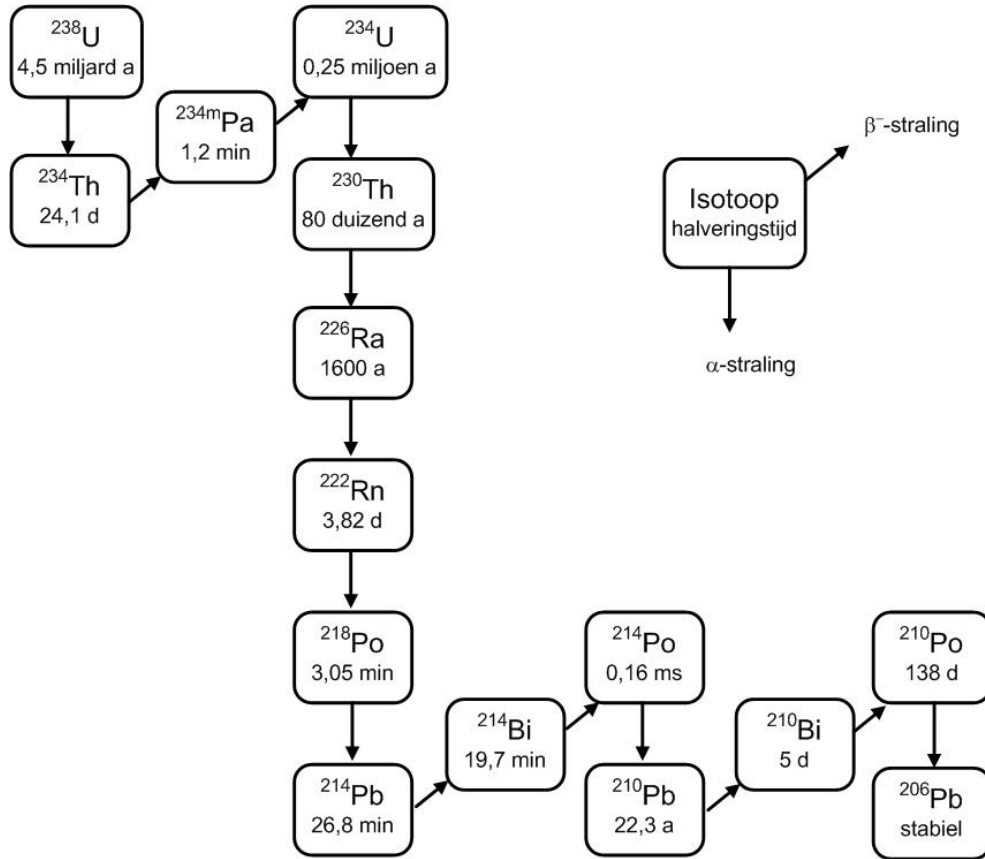 ²³⁸U
4,5 miljard a
²³⁴U
0,25 miljoen a
²³⁴ᵐPa
1,2 min
β⁻-straling
²³⁴Th
24,1 d
²³⁰Th
80 duizend a
Isotoop
halveringstijd
²²⁶Ra
1600 a
α-straling
²²²Rn
3,82 d
²¹⁸Po
3,05 min
²¹⁴Po
0,16 ms
²¹⁰Po
138 d
²¹⁴Bi
19,7 min
²¹⁰Bi
5 d
²¹⁴Pb
26,8 min
²¹⁰Pb
22,3 a
²⁰⁶Pb
stabiel